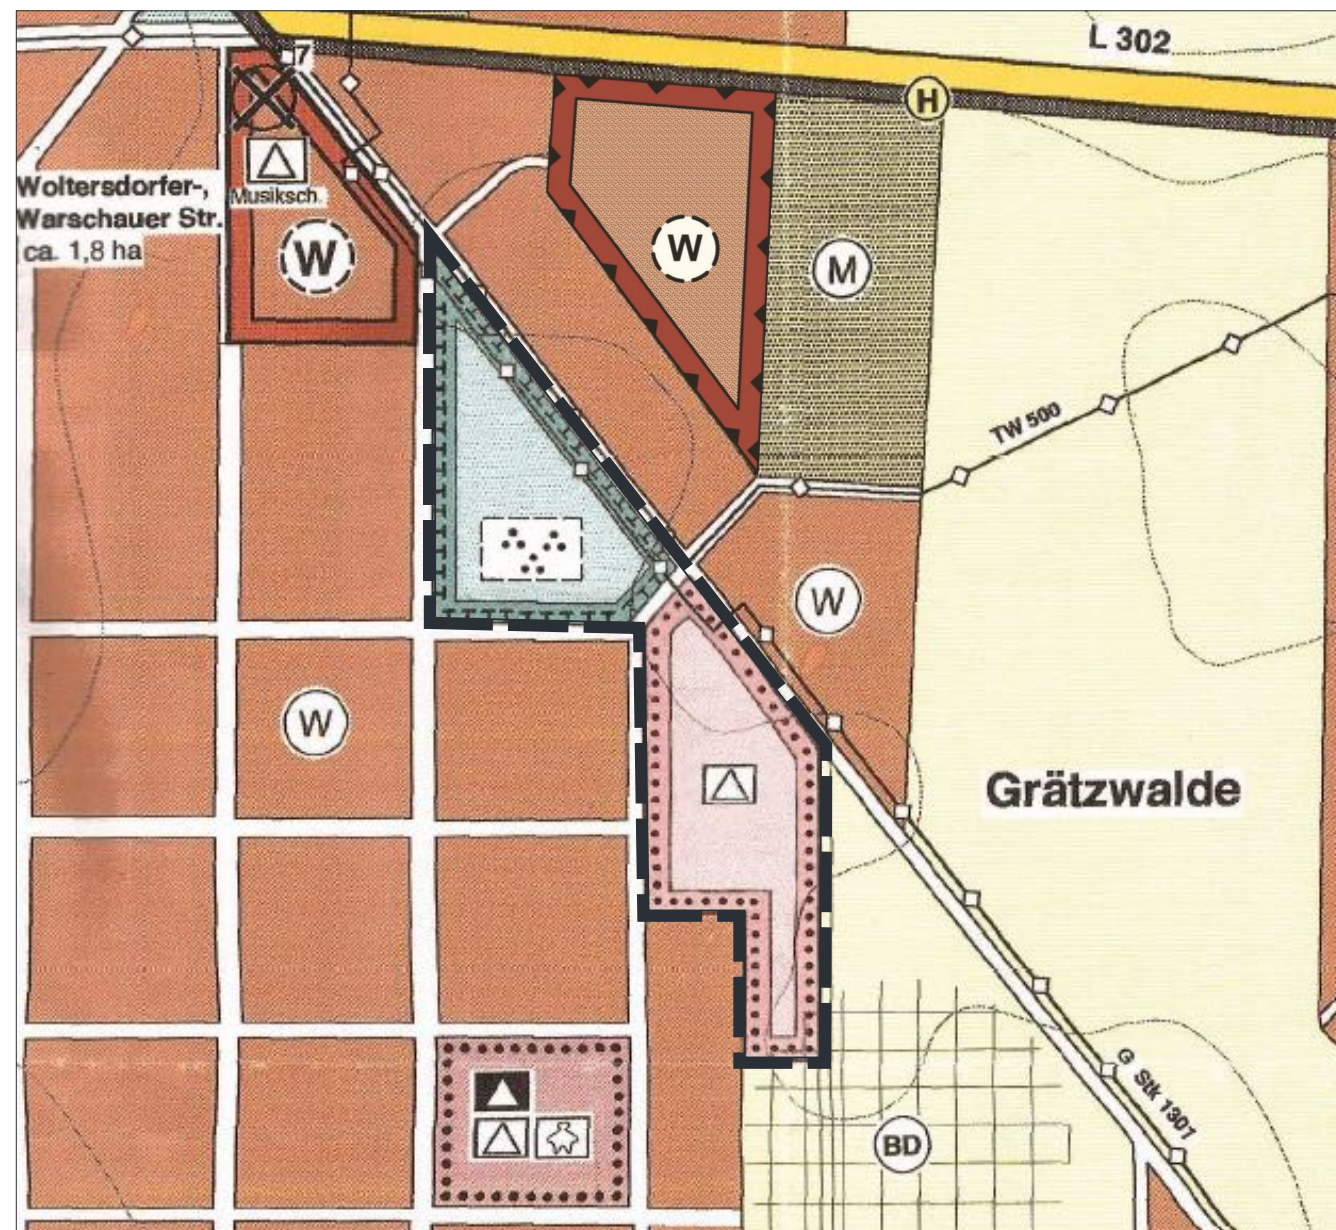 L 302
H
7
Musiksch.
Woltersdorfer-,
Warschauer Str.
ca. 1,8 ha
W
W
M
TW 500
W
W
Grätzwalde
G Stk 1301
BD